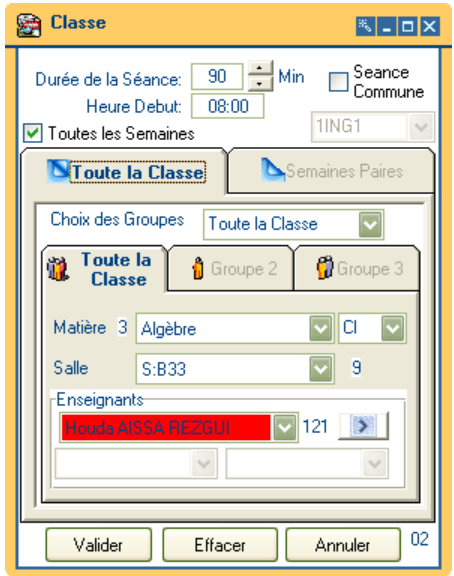 Classe
Durée de la Séance: 90 Min
Seance Commune
Heure Debut: 08:00
Toutes les Semaines
1ING1
Toute la Classe
Semaines Paires
Choix des Groupes Toute la Classe
Toute la Classe
Groupe 2
Groupe 3
Matière 3 Algèbre CI
Salle S:B33 9
Enseignants
Houda AISSA REZGUI 121
Valider Effacer Annuler 02